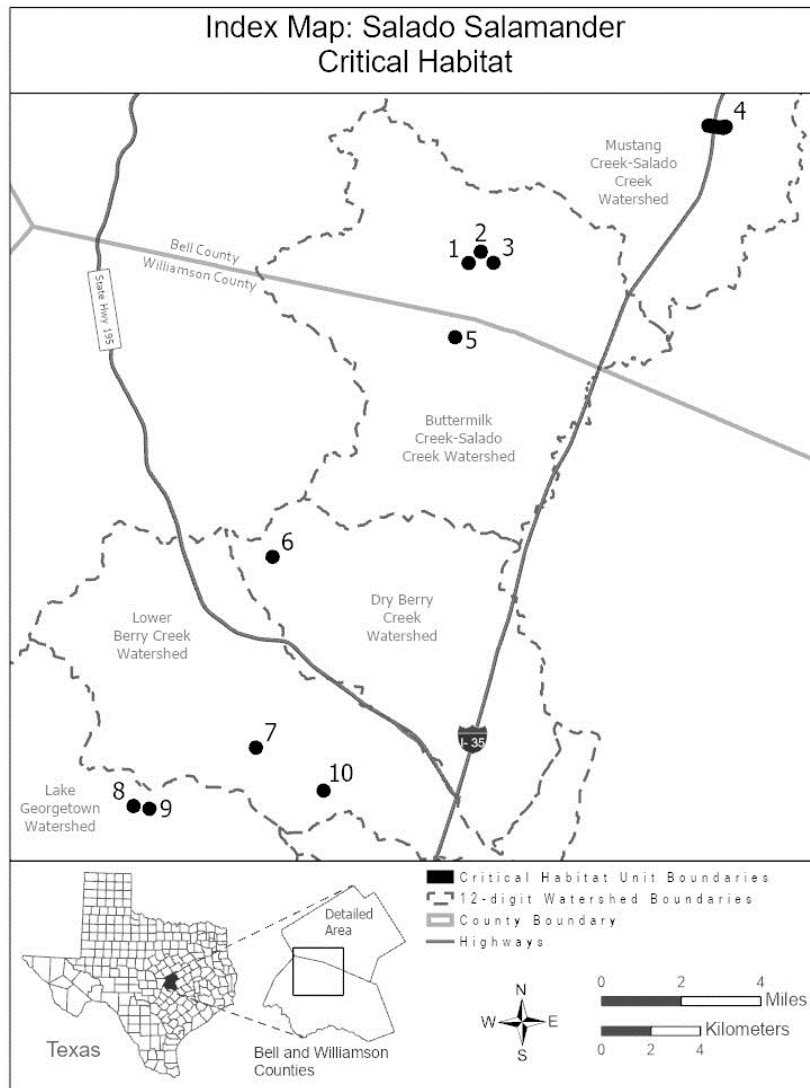 Index Map: Salado Salamander
Critical Habitat
4
Mustang
Creek-Salado
Creek
Watershed
2
1
3
Bell County
Williamson County
State Hwy 195
5
Buttermilk
Creek-Salado
Creek Watershed
6
Dry Berry
Creek
Watershed
Lower
Berry Creek
Watershed
7
I-35
10
8
9
Lake
Georgetown
Watershed
Critical Habitat Unit Boundaries
12-digit Watershed Boundaries
County Boundary
Highways
Detailed
Area
Texas
Bell and Williamson
Counties
N
W
E
S
0 2 4
Miles
Kilometers
0 2 4